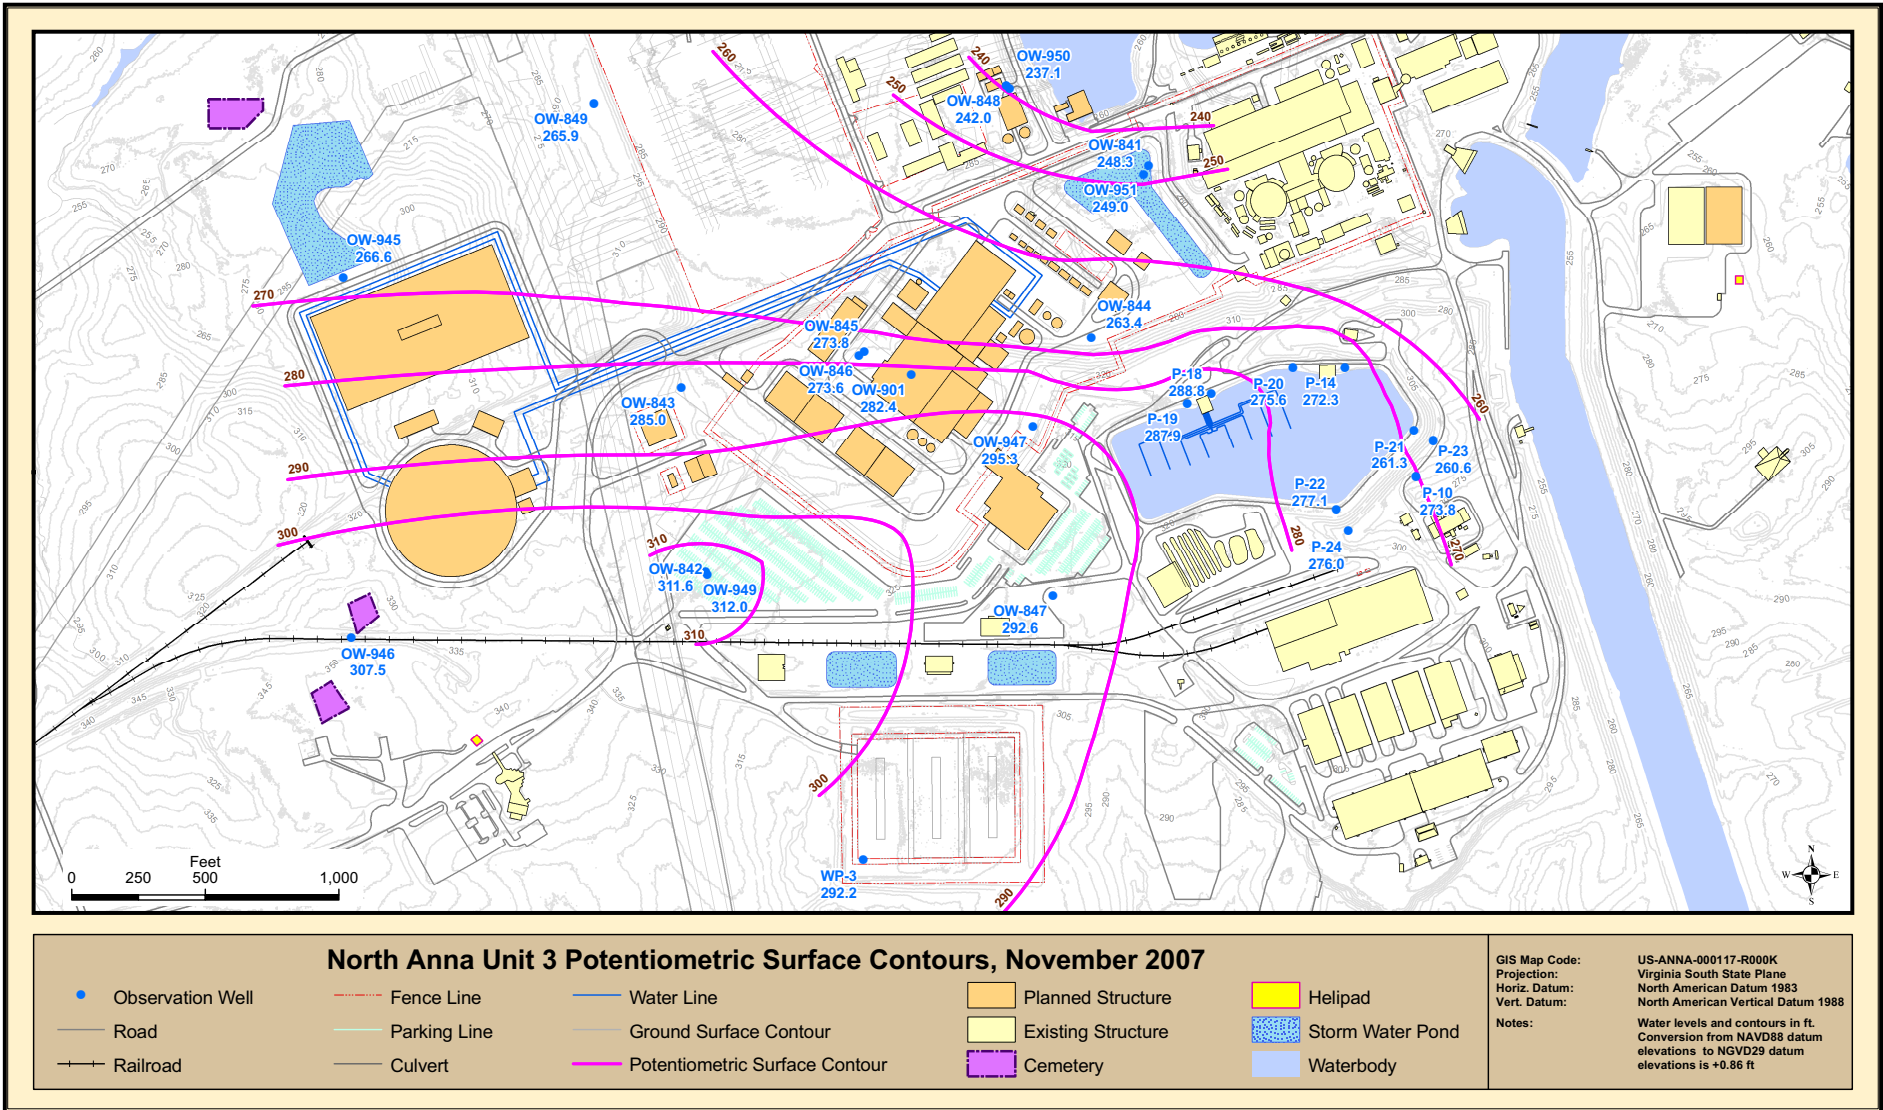 OW-950
237.1
OW-848
242.0
OW-849
265.9
OW-841
248.3
OW-951
249.0
OW-945
266.6
OW-844
263.4
OW-845
273.8
OW-846
273.6
OW-901
282.4
OW-843
285.0
OW-947
295.3
P-18
288.8
P-19
287.9
P-20
275.6
P-14
272.3
P-21
261.3
P-23
260.6
P-10
273.8
P-22
277.1
P-24
276.0
OW-842
311.6
OW-949
312.0
OW-847
292.6
OW-946
307.5
WP-3
292.2
260
240
250
240
250
270
280
290
300
310
310
260
280
270
300
290
Feet
0 250 500 1,000
N
W E
S
North Anna Unit 3 Potentiometric Surface Contours, November 2007
Observation Well
Fence Line
Water Line
Planned Structure
Helipad
Road
Parking Line
Ground Surface Contour
Existing Structure
Storm Water Pond
Railroad
Culvert
Potentiometric Surface Contour
Cemetery
Waterbody
GIS Map Code: US-ANNA-000117-R000K
Projection: Virginia South State Plane
Horiz. Datum: North American Datum 1983
Vert. Datum: North American Vertical Datum 1988
Notes: Water levels and contours in ft.
Conversion from NAVD88 datum
elevations to NGVD29 datum
elevations is +0.86 ft